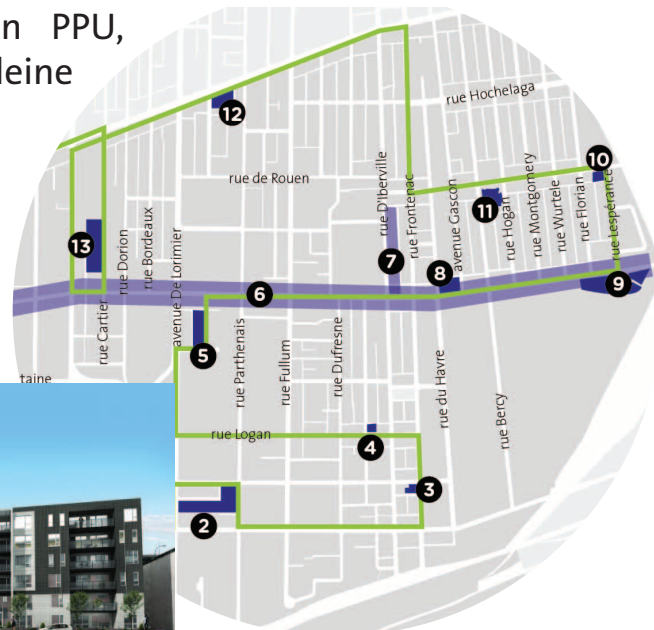 n PPU,
leine
rue Hochelaga
12
rue de Rouen
10
rue D'Iberville
rue Frontenac
avenue Gascon
11
rue Hogan
rue Montgomery
rue Wurtele
rue Florian
rue Lespérance
13
rue Dorion
rue Bordeaux
avenue De Lorimier
7
8
9
6
rue Cartier
5
rue Parthenais
rue Fullum
rue Dufresne
rue du Havre
rue Bercy
taine
rue Logan
4
3
2